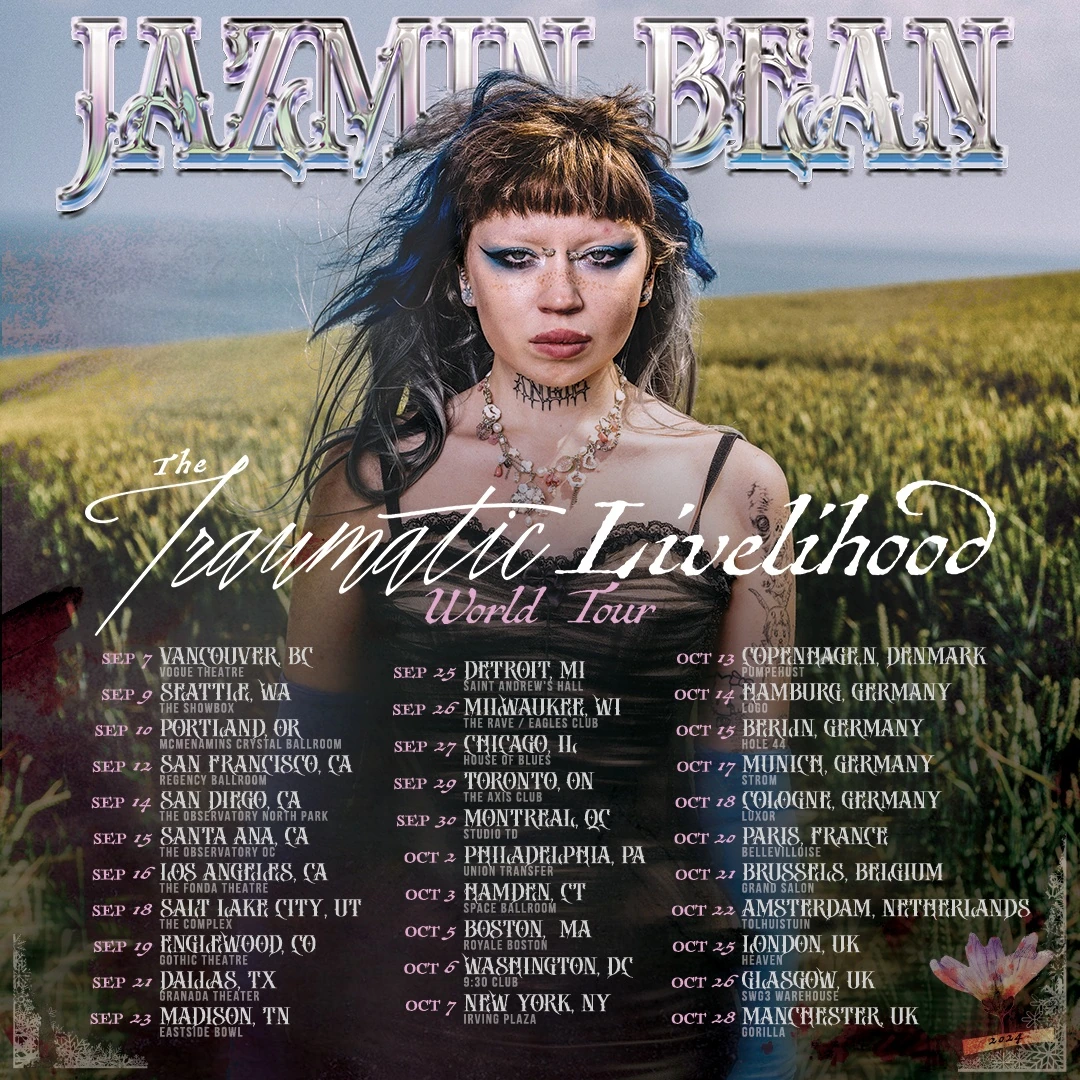 JAZMIN BEAN
The
Traumatic Livelihood
World Tour
SEP 7 VANCOUVER, BC
VOGUE THEATRE
SEP 9 SEATTLE, WA
THE SHOWBOX
SEP 10 PORTLAND, OR
MCMENAMINS CRYSTAL BALLROOM
SEP 12 SAN FRANCISCO, CA
REGENCY BALLROOM
SEP 14 SAN DIEGO, CA
THE OBSERVATORY NORTH PARK
SEP 15 SANTA ANA, CA
THE OBSERVATORY OC
SEP 16 LOS ANGELES, CA
THE FONDA THEATRE
SEP 18 SALT LAKE CITY, UT
THE COMPLEX
SEP 19 ENGLEWOOD, CO
GOTHIC THEATRE
SEP 21 DALLAS, TX
GRANADA THEATER
SEP 23 MADISON, TN
EASTSIDE BOWL
SEP 25 DETROIT, MI
SAINT ANDREW'S HALL
SEP 26 MILWAUKEE, WI
THE RAVE / EAGLES CLUB
SEP 27 CHICAGO, IL
HOUSE OF BLUES
SEP 29 TORONTO, ON
THE AXIS CLUB
SEP 30 MONTREAL, QC
STUDIO TD
OCT 2 PHILADELPHIA, PA
UNION TRANSFER
OCT 3 HAMDEN, CT
SPACE BALLROOM
OCT 5 BOSTON, MA
ROYALE BOSTON
OCT 6 WASHINGTON, DC
9:30 CLUB
OCT 7 NEW YORK, NY
IRVING PLAZA
OCT 13 COPENHAGEN, DENMARK
PUMPEHUST
OCT 14 HAMBURG, GERMANY
LOGO
OCT 15 BERLIN, GERMANY
HOLE 44
OCT 17 MUNICH, GERMANY
STROM
OCT 18 COLOGNE, GERMANY
LUXOR
OCT 20 PARIS, FRANCE
BELLEVILLOISE
OCT 21 BRUSSELS, BELGIUM
GRAND SALON
OCT 22 AMSTERDAM, NETHERLANDS
TOLHUISTUIN
OCT 25 LONDON, UK
HEAVEN
OCT 26 GLASGOW, UK
SWG3 WAREHOUSE
OCT 28 MANCHESTER, UK
GORILLA
2024